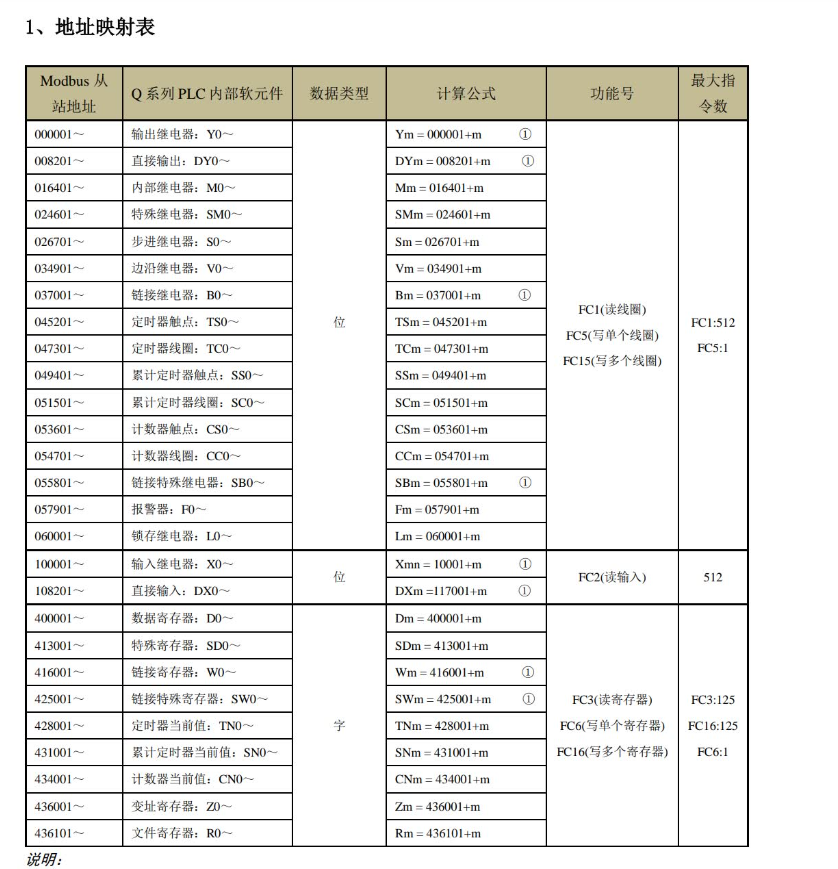 1、地址映射表
Modbus 从站地址 Q 系列 PLC 内部软元件 数据类型 计算公式 功能号 最大指令数
000001～ 输出继电器：Y0～ Ym = 000001+m ①
008201～ 直接输出：DY0～ DYm = 008201+m ①
016401～ 内部继电器：M0～ Mm = 016401+m
024601～ 特殊继电器：SM0～ SMm = 024601+m
026701～ 步进继电器：S0～ Sm = 026701+m
034901～ 边沿继电器：V0～ Vm = 034901+m
037001～ 链接继电器：B0～ Bm = 037001+m ① FC1(读线圈)
045201～ 定时器触点：TS0～ 位 TSm = 045201+m FC5(写单个线圈) FC1:512
047301～ 定时器线圈：TC0～ TCm = 047301+m FC15(写多个线圈) FC5:1
049401～ 累计定时器触点：SS0～ SSm = 049401+m
051501～ 累计定时器线圈：SC0～ SCm = 051501+m
053601～ 计数器触点：CS0～ CSm = 053601+m
054701～ 计数器线圈：CC0～ CCm = 054701+m
055801～ 链接特殊继电器：SB0～ SBm = 055801+m ①
057901～ 报警器：F0～ Fm = 057901+m
060001～ 锁存继电器：L0～ Lm = 060001+m
100001～ 输入继电器：X0～ 位 Xmn = 10001+m ① FC2(读输入) 512
108201～ 直接输入：DX0～ DXm =117001+m ①
400001～ 数据寄存器：D0～ Dm = 400001+m
413001～ 特殊寄存器：SD0～ SDm = 413001+m
416001～ 链接寄存器：W0～ Wm = 416001+m ①
425001～ 链接特殊寄存器：SW0～ SWm = 425001+m ① FC3(读寄存器) FC3:125
428001～ 定时器当前值：TN0～ 字 TNm = 428001+m FC6(写单个寄存器) FC16:125
431001～ 累计定时器当前值：SN0～ SNm = 431001+m FC16(写多个寄存器) FC6:1
434001～ 计数器当前值：CN0～ CNm = 434001+m
436001～ 变址寄存器：Z0～ Zm = 436001+m
436101～ 文件寄存器：R0～ Rm = 436101+m
说明：